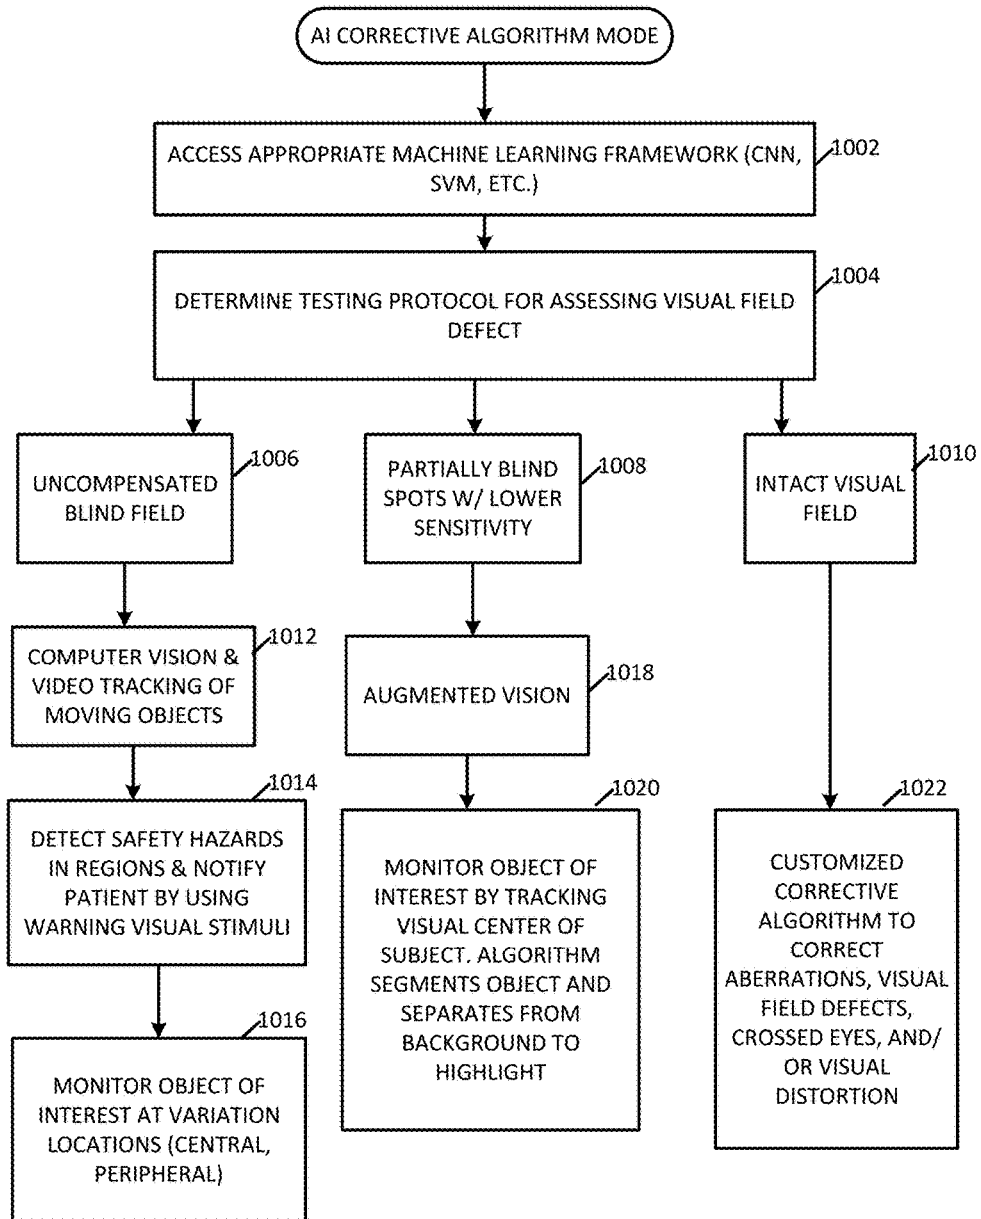 AI CORRECTIVE ALGORITHM MODE
ACCESS APPROPRIATE MACHINE LEARNING FRAMEWORK (CNN,
SVM, ETC.)
1002
DETERMINE TESTING PROTOCOL FOR ASSESSING VISUAL FIELD
DEFECT
1004
UNCOMPENSATED
BLIND FIELD
1006
PARTIALLY BLIND
SPOTS W/ LOWER
SENSITIVITY
1008
INTACT VISUAL
FIELD
1010
COMPUTER VISION &
VIDEO TRACKING OF
MOVING OBJECTS
1012
AUGMENTED VISION
1018
DETECT SAFETY HAZARDS
IN REGIONS & NOTIFY
PATIENT BY USING
WARNING VISUAL STIMULI
1014
MONITOR OBJECT OF
INTEREST BY TRACKING
VISUAL CENTER OF
SUBJECT. ALGORITHM
SEGMENTS OBJECT AND
SEPARATES FROM
BACKGROUND TO
HIGHLIGHT
1020
CUSTOMIZED
CORRECTIVE
ALGORITHM TO
CORRECT
ABERRATIONS, VISUAL
FIELD DEFECTS,
CROSSED EYES, AND/
OR VISUAL
DISTORTION
1022
MONITOR OBJECT OF
INTEREST AT VARIATION
LOCATIONS (CENTRAL,
PERIPHERAL)
1016